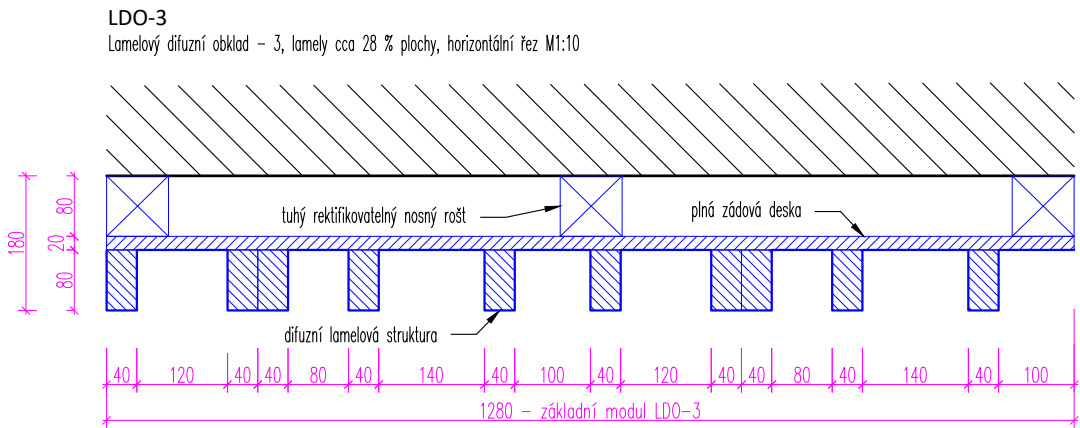 LDO-3
Lamelový difuzní obklad – 3, lamely cca 28 % plochy, horizontální řez M1:10
tuhý rektifikovatelný nosný rošt
plná zádová deska
180
80
20
80
difuzní lamelová struktura
40 120 40 40 80 40 140 40 100 40 120 40 40 80 40 140 40 100
1280 – základní modul LDO-3